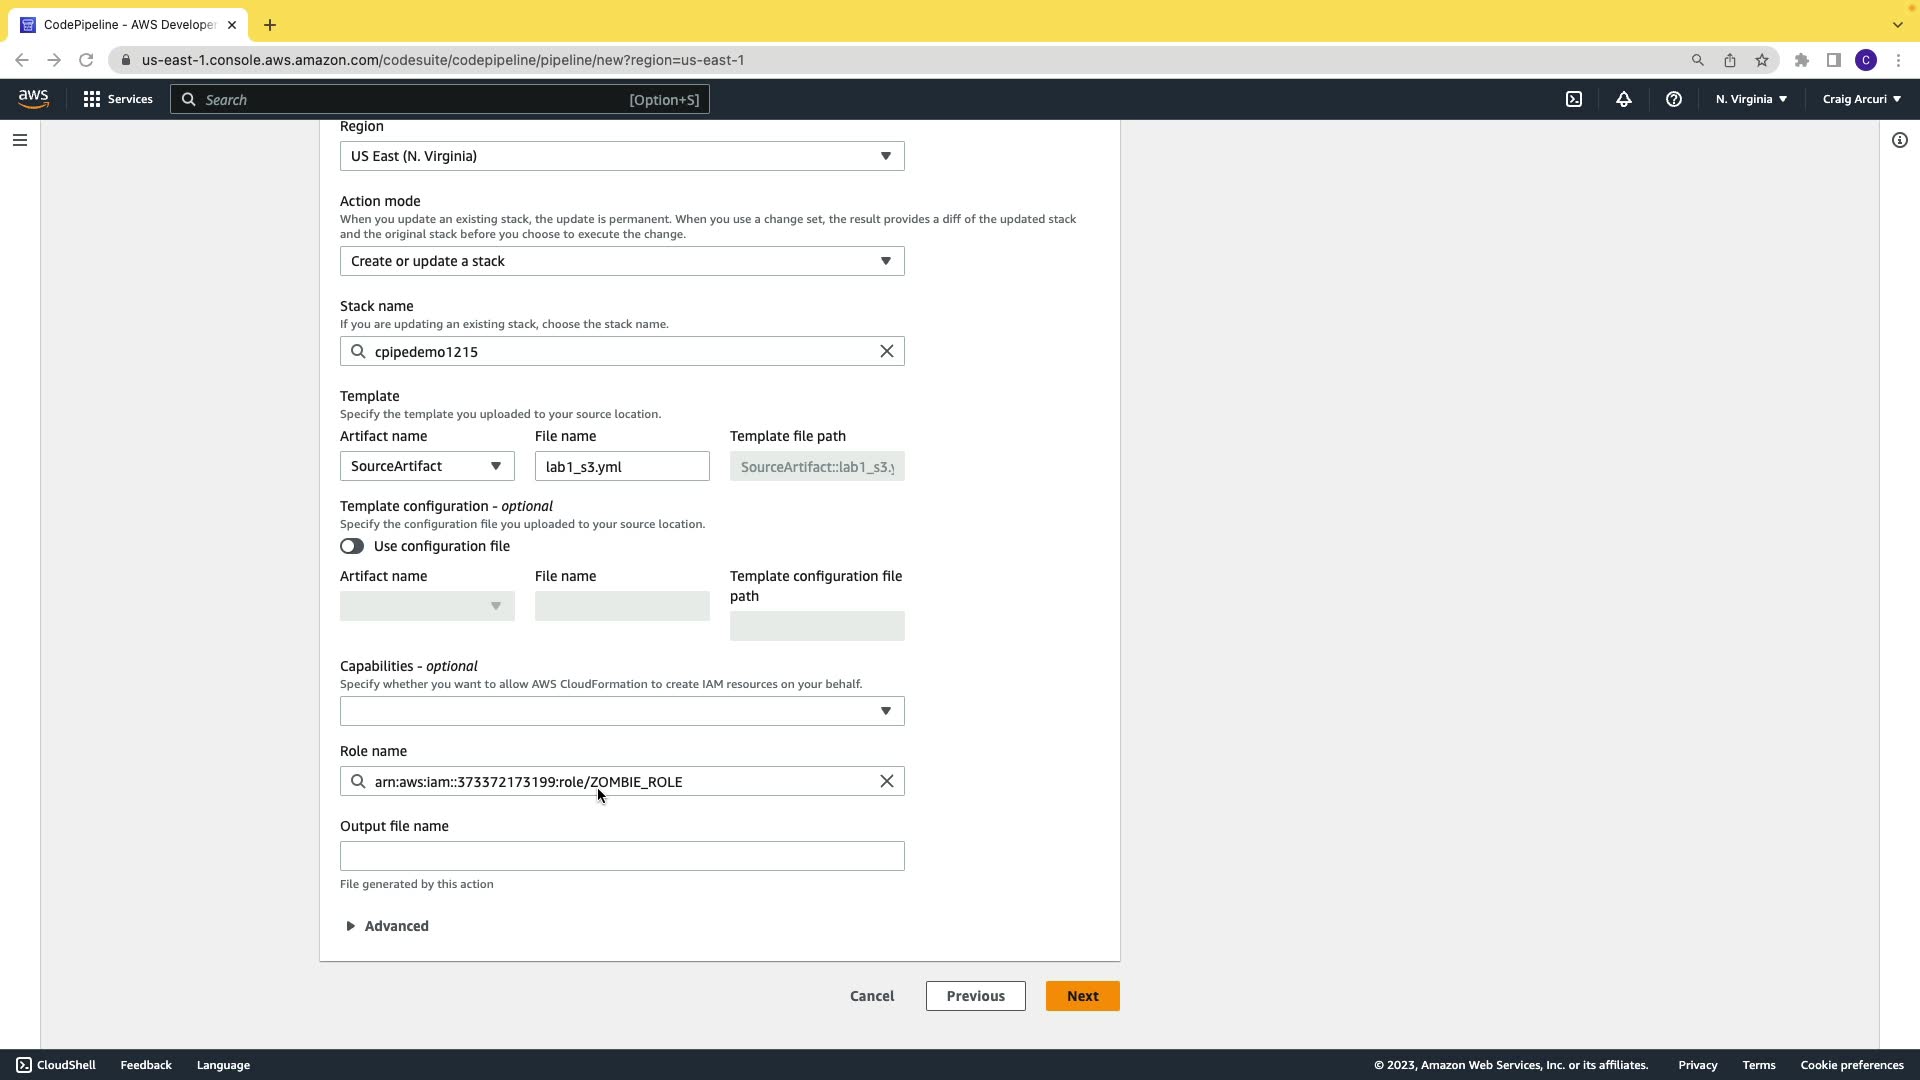 CodePipeline - AWS Developer
us-east-1.console.aws.amazon.com/codesuite/codepipeline/pipeline/new?region=us-east-1
C
aws
Services
Search
[Option+S]
N. Virginia
Craig Arcuri
Region
US East (N. Virginia)
Action mode
When you update an existing stack, the update is permanent. When you use a change set, the result provides a diff of the updated stack
and the original stack before you choose to execute the change.
Create or update a stack
Stack name
If you are updating an existing stack, choose the stack name.
cpipedemo1215
Template
Specify the template you uploaded to your source location.
Artifact name File name Template file path
SourceArtifact lab1_s3.yml SourceArtifact::lab1_s3.y
Template configuration - optional
Specify the configuration file you uploaded to your source location.
Use configuration file
Artifact name File name Template configuration file
path
Capabilities - optional
Specify whether you want to allow AWS CloudFormation to create IAM resources on your behalf.
Role name
arn:aws:iam::373372173199:role/ZOMBIE_ROLE
Output file name
File generated by this action
Advanced
Cancel Previous Next
CloudShell Feedback Language © 2023, Amazon Web Services, Inc. or its affiliates. Privacy Terms Cookie preferences